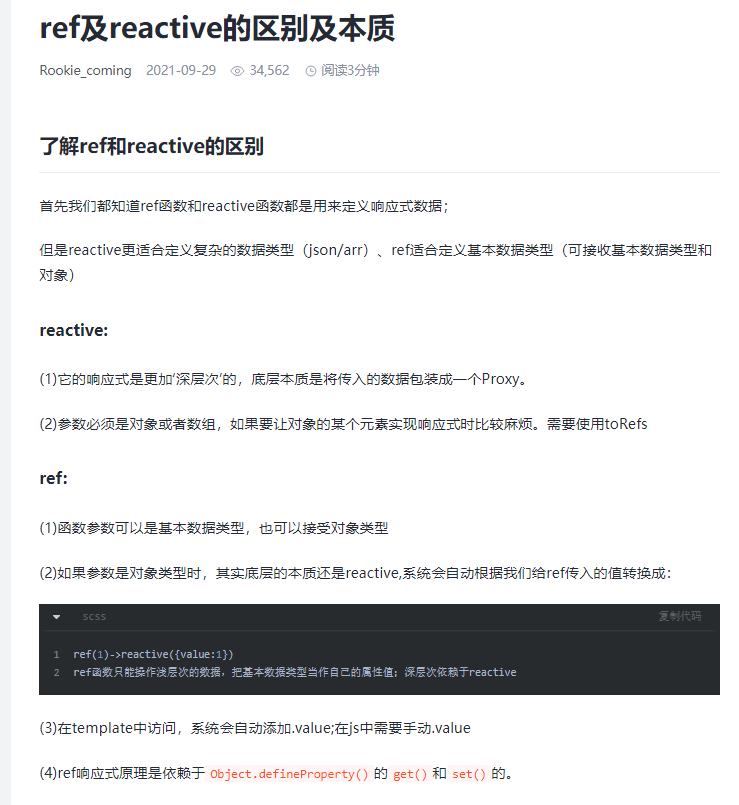 ref及reactive的区别及本质
Rookie_coming 2021-09-29 34,562 阅读3分钟
了解ref和reactive的区别
首先我们都知道ref函数和reactive函数都是用来定义响应式数据；
但是reactive更适合定义复杂的数据类型（json/arr）、ref适合定义基本数据类型（可接收基本数据类型和
对象）
reactive:
(1)它的响应式是更加‘深层次’的，底层本质是将传入的数据包装成一个Proxy。
(2)参数必须是对象或者数组，如果要让对象的某个元素实现响应式时比较麻烦。需要使用toRefs
ref:
(1)函数参数可以是基本数据类型，也可以接受对象类型
(2)如果参数是对象类型时，其实底层的本质还是reactive,系统会自动根据我们给ref传入的值转换成：
scss 复制代码
1 ref(1)->reactive({value:1})
2 ref函数只能操作浅层次的数据，把基本数据类型当作自己的属性值；深层次依赖于reactive
(3)在template中访问，系统会自动添加.value;在js中需要手动.value
(4)ref响应式原理是依赖于 Object.defineProperty() 的 get() 和 set() 的。